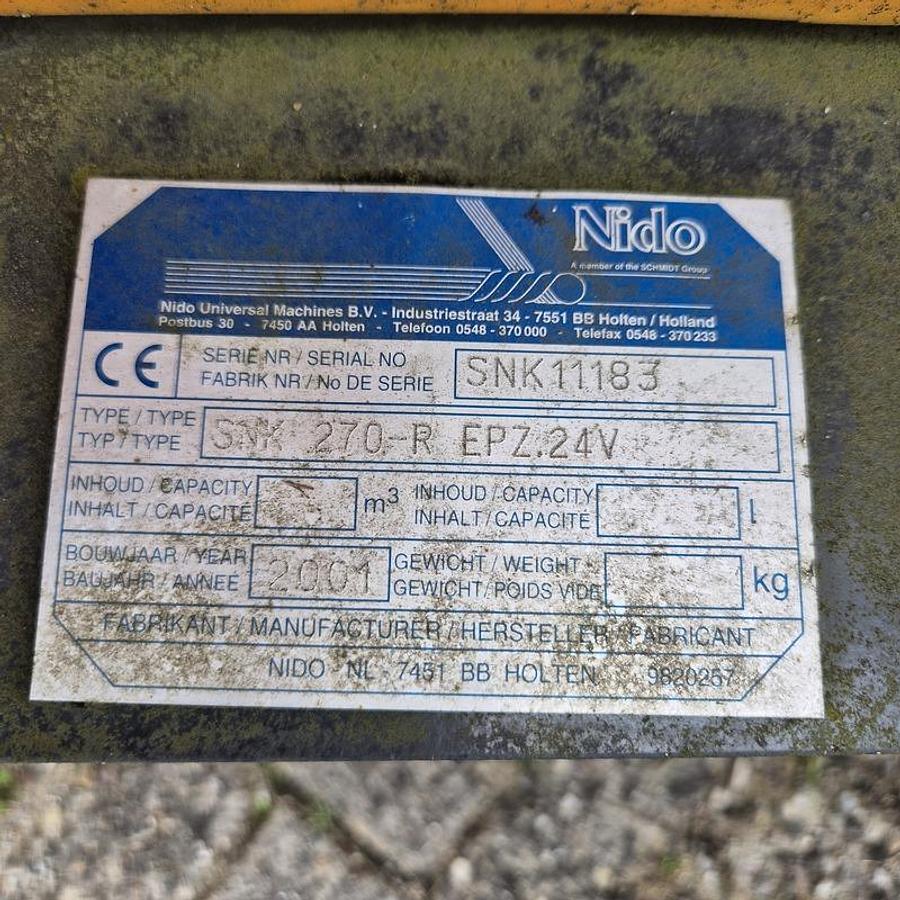 Nido
A member of the SCHMIDT Group
Nido Universal Machines B.V. - Industriestraat 34 - 7551 BB Holten / Holland
Postbus 30 - 7450 AA Holten - Telefoon 0548 - 370 000 - Telefax 0548 - 370 233
CE
SERIE NR / SERIAL NO
FABRIK NR / No DE SERIE
SNK11183
TYPE / TYPE
TYP / TYPE
SNK 270-R EPZ.24V
INHOUD / CAPACITY
INHALT / CAPACITÉ
m³
INHOUD / CAPACITY
INHALT / CAPACITÉ
l
BOUWJAAR / YEAR
BAUJAHR / ANNEE
2001
GEWICHT / WEIGHT
GEWICHT / POIDS VIDE
kg
FABRIKANT / MANUFACTURER / HERSTELLER / FABRICANT
NIDO NL - 7451 BB HOLTEN 9820257